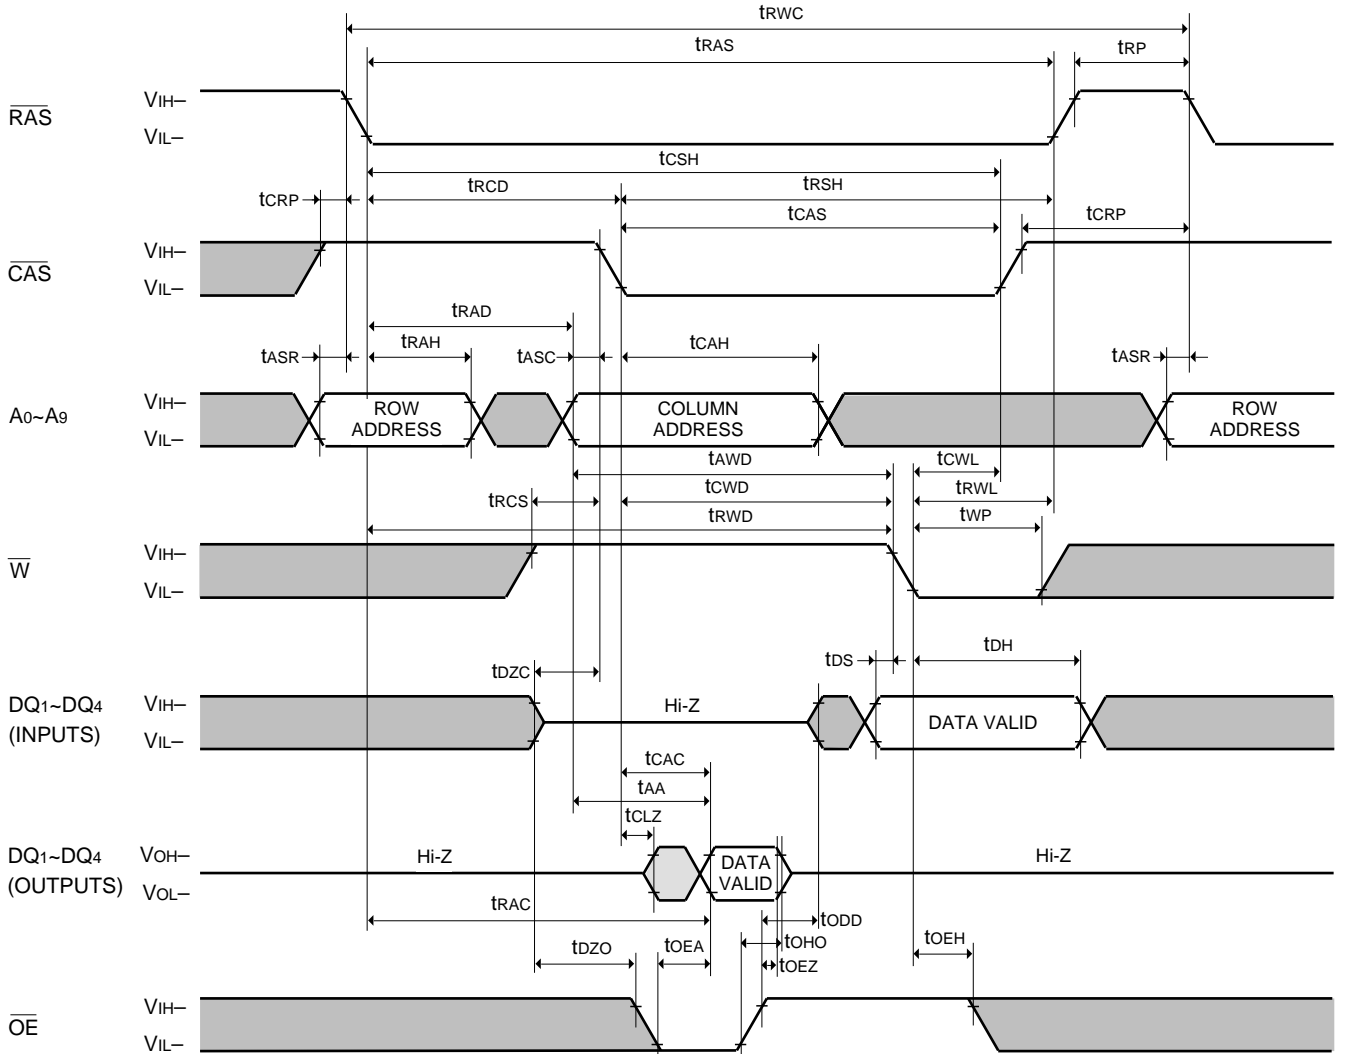 tRWC
tRAS
tRP
RAS
VIH–
VIL–
tCSH
tRCD
tRSH
tCRP
tCAS
tCRP
CAS
VIH–
VIL–
tRAD
tASR
tRAH
tASC
tCAH
tASR
A0~A9
VIH–
VIL–
ROW
ADDRESS
COLUMN
ADDRESS
ROW
ADDRESS
tAWD
tCWL
tRCS
tCWD
tRWL
tRWD
tWP
W
VIH–
VIL–
tDZC
tDS
tDH
DQ1~DQ4
(INPUTS)
VIH–
VIL–
Hi-Z
DATA VALID
tCAC
tAA
tCLZ
DQ1~DQ4
(OUTPUTS)
VOH–
VOL–
Hi-Z
DATA
VALID
Hi-Z
tRAC
tODD
tDZO
tOEA
tOHO
tOEZ
tOEH
OE
VIH–
VIL–